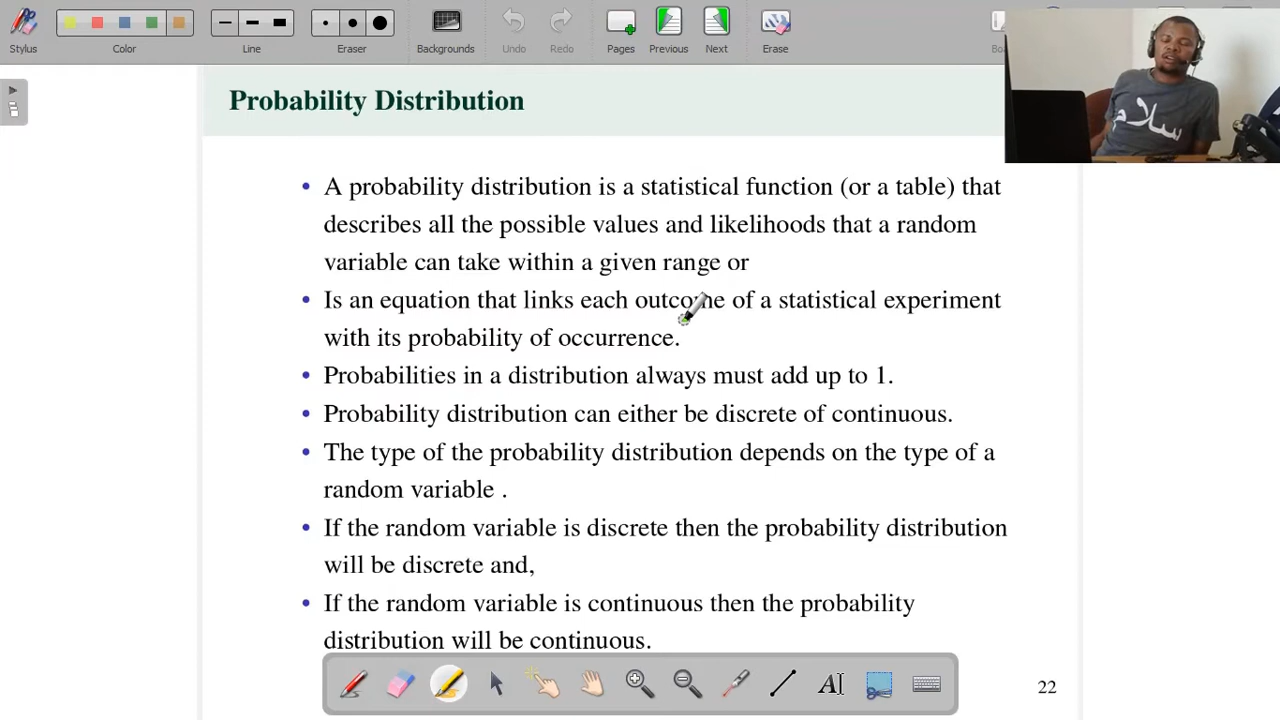 Stylus
Color
Line
Eraser
Backgrounds
Undo
Redo
Pages
Previous
Next
Erase
Probability Distribution
سلام
• A probability distribution is a statistical function (or a table) that
describes all the possible values and likelihoods that a random
variable can take within a given range or
• Is an equation that links each outcome of a statistical experiment
with its probability of occurrence.
• Probabilities in a distribution always must add up to 1.
• Probability distribution can either be discrete of continuous.
• The type of the probability distribution depends on the type of a
random variable .
• If the random variable is discrete then the probability distribution
will be discrete and,
• If the random variable is continuous then the probability
distribution will be continuous.
22